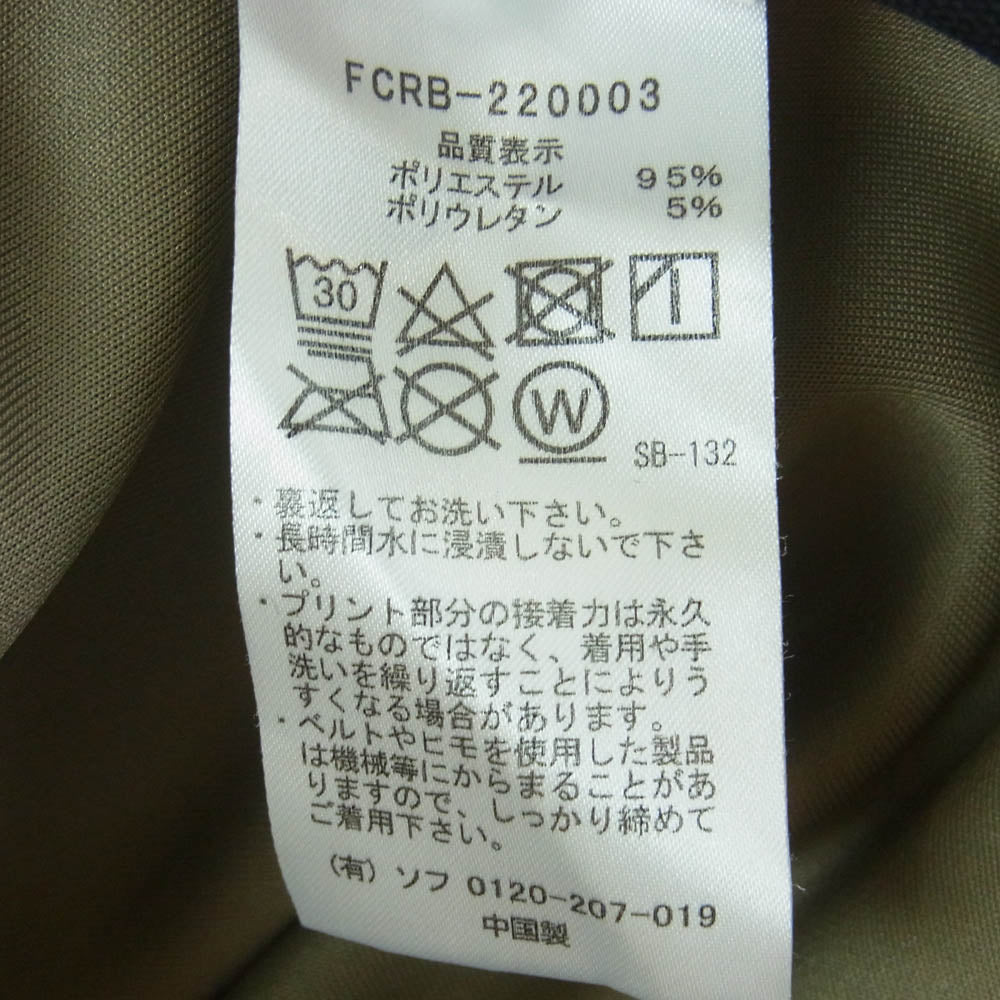 FCRB-220003
品質表示
ポリエステル 95%
ポリウレタン 5%
30
W
SB-132
・裏返してお洗い下さい。
・長時間水に浸漬しないで下さ
い。
・プリント部分の接着力は永久
的なものではなく、着用や手
洗いを繰り返すことによりう
すくなる場合があります。
・ベルトやヒモを使用した製品
は機械等にからまることがあ
りますので、しっかり締めて
ご着用下さい。
(有) ソフ 0120-207-019
中国製